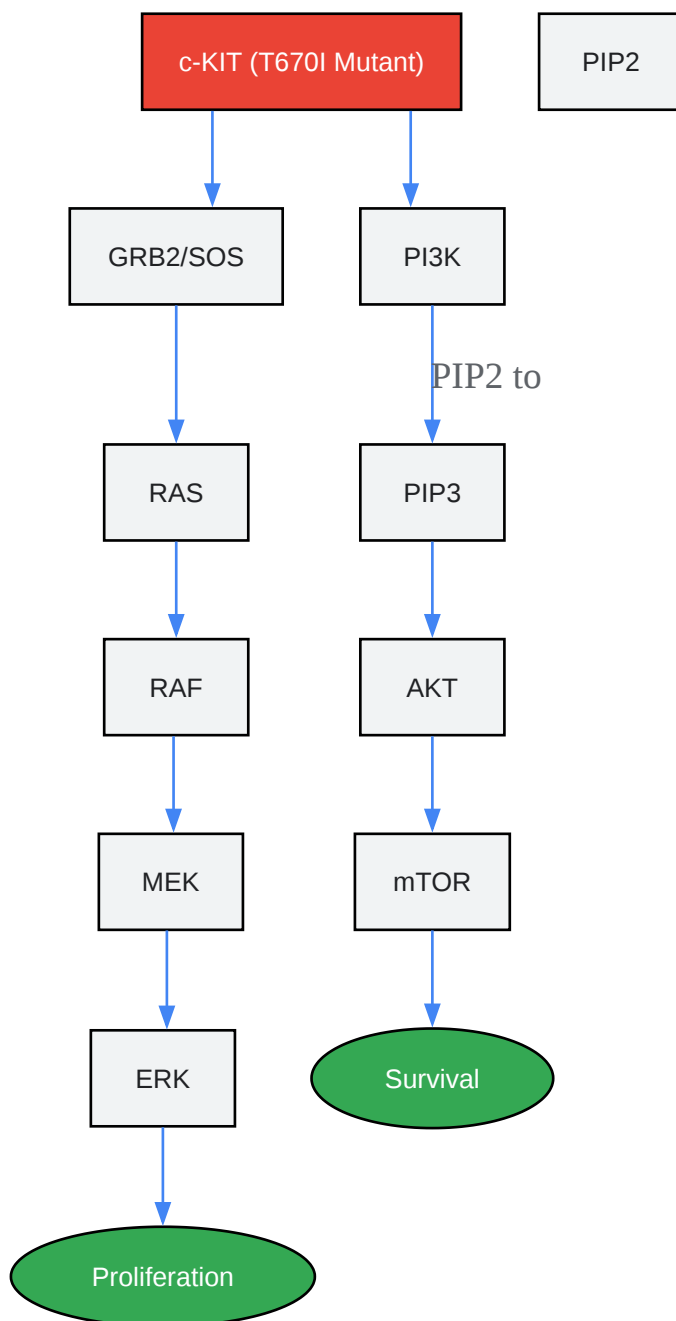 c-KIT (T670I Mutant)
PIP2
GRB2/SOS
PI3K
PIP2 to
RAS
PIP3
RAF
AKT
MEK
mTOR
ERK
Survival
Proliferation